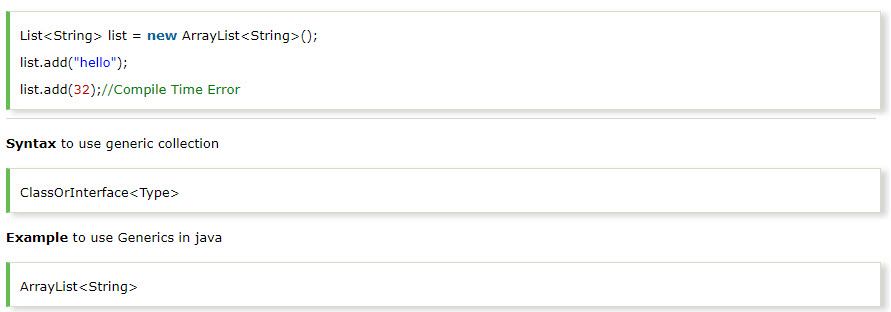 List<String> list = new ArrayList<String>();
list.add("hello");
list.add(32);//Compile Time Error
Syntax to use generic collection
ClassOrInterface<Type>
Example to use Generics in java
ArrayList<String>